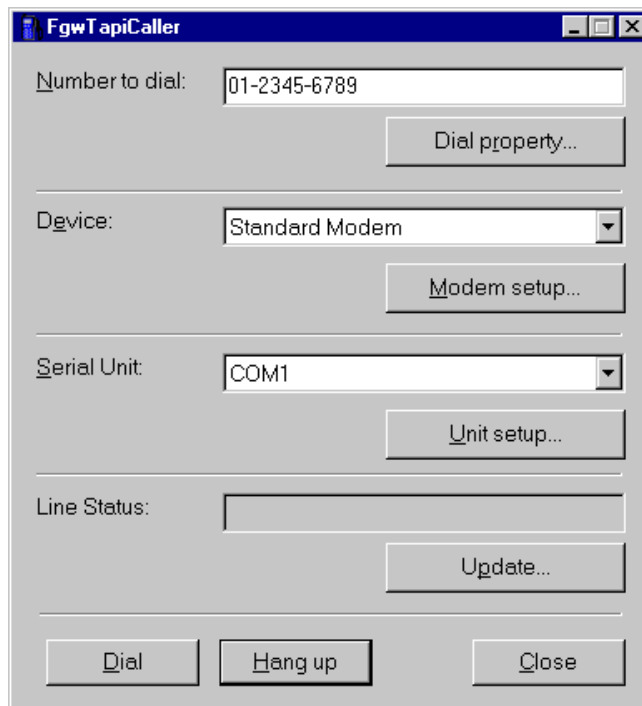 FgwTapiCaller
Number to dial: 01-2345-6789
Dial property...
Device: Standard Modem
Modem setup...
Serial Unit: COM1
Unit setup...
Line Status:
Update...
Dial Hang up Close